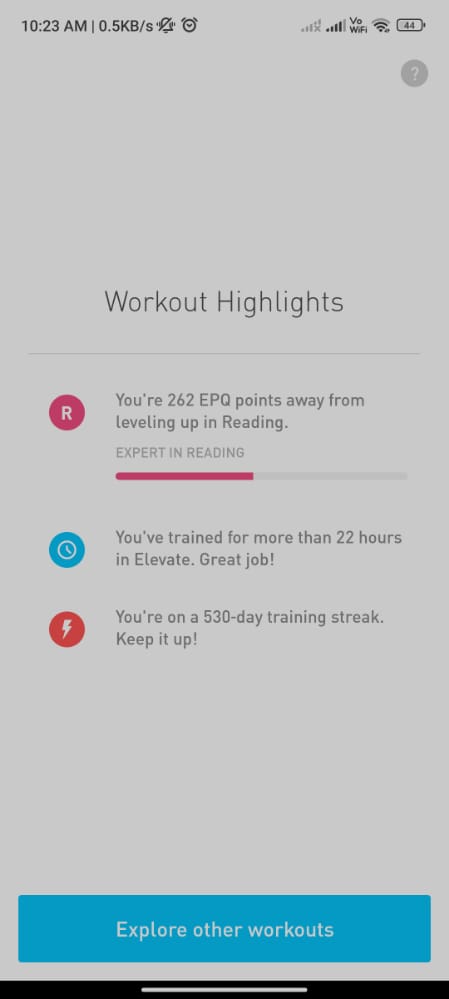 10:23 AM | 0.5KB/s Vo WiFi 44
?
Workout Highlights
R
You're 262 EPQ points away from
leveling up in Reading.
EXPERT IN READING
You've trained for more than 22 hours
in Elevate. Great job!
You're on a 530-day training streak.
Keep it up!
Explore other workouts